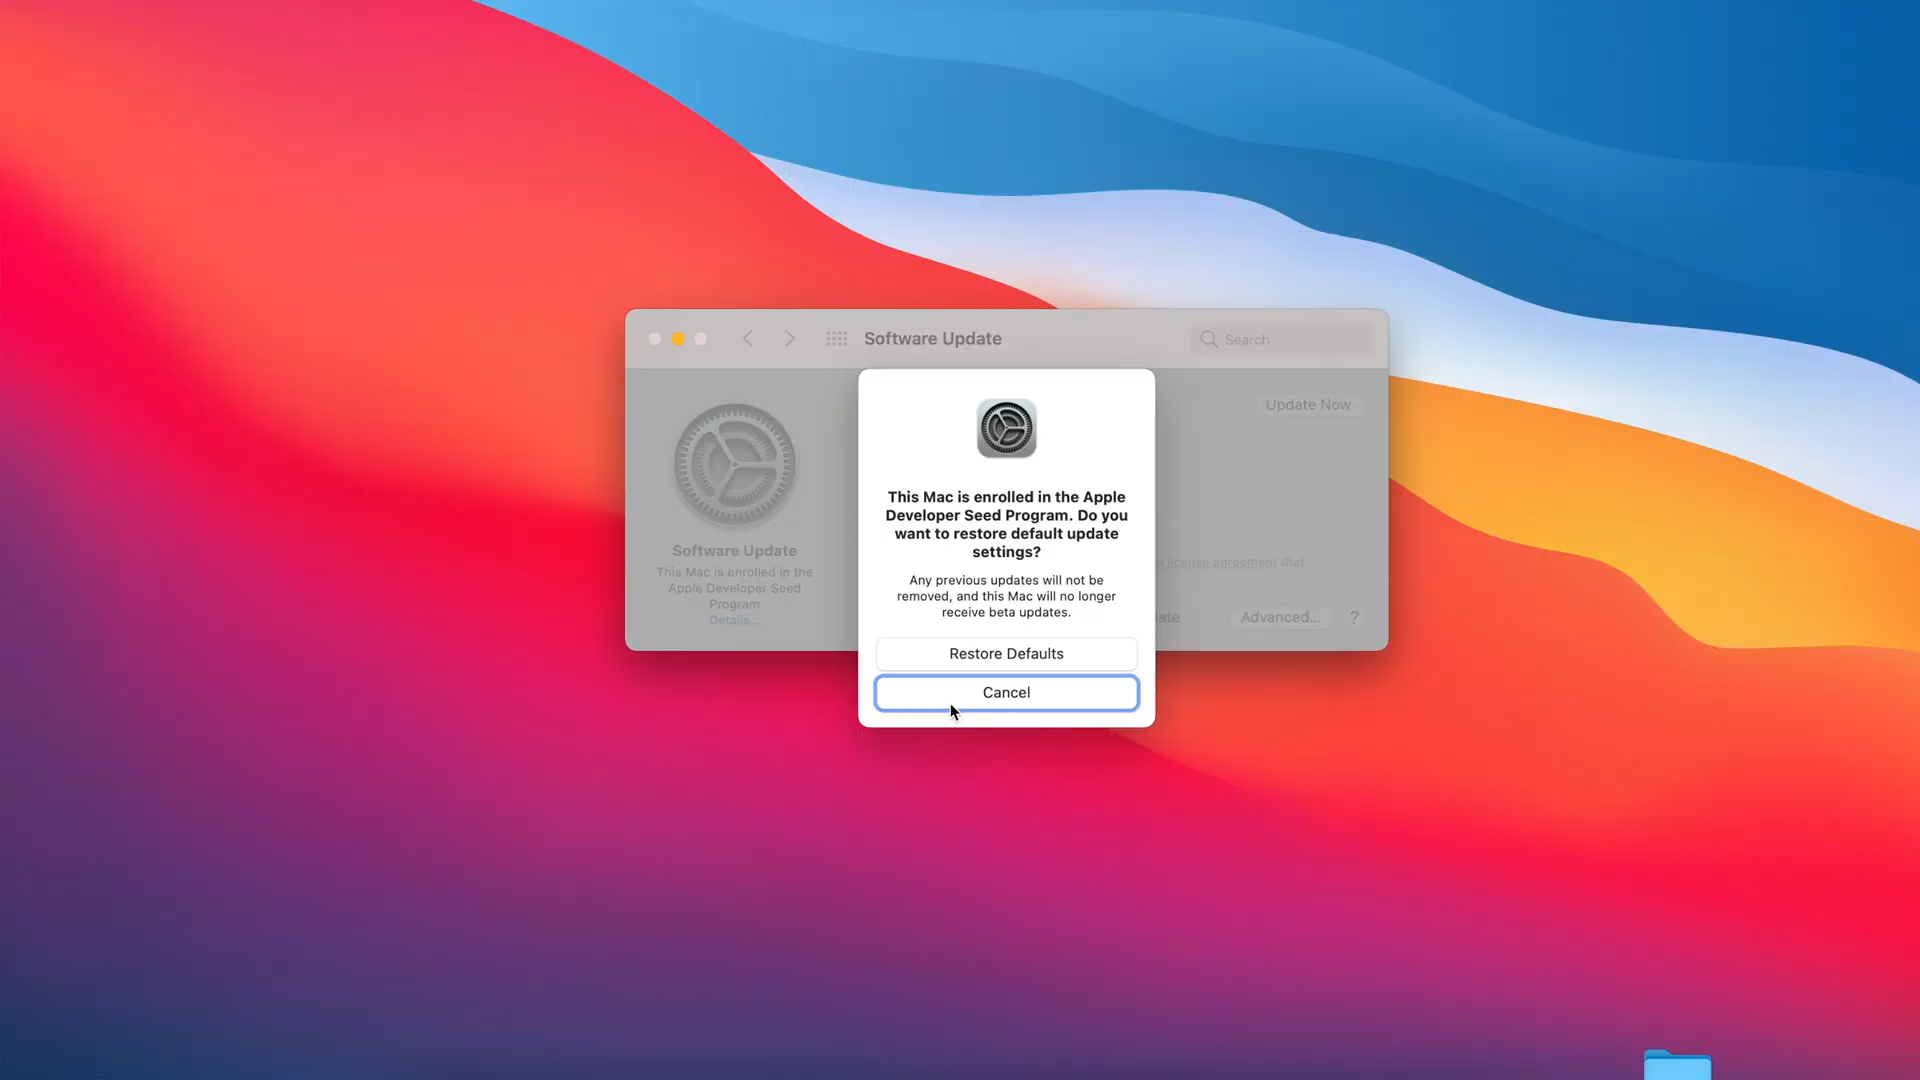 Software Update
Search
Update Now
This Mac is enrolled in the Apple
Developer Seed Program. Do you
want to restore default update
settings?
Any previous updates will not be
removed, and this Mac will no longer
receive beta updates.
Restore Defaults
Cancel
Software Update
This Mac is enrolled in the
Apple Developer Seed
Program
Details...
license agreement that
Advanced...
?